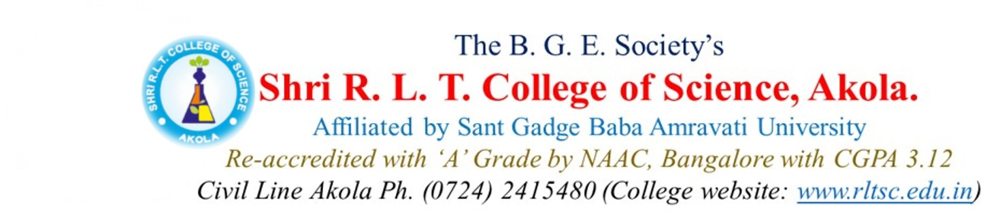 The B. G. E. Society’s
SHRI R.L.T. COLLEGE OF SCIENCE
AKOLA
Shri R. L. T. College of Science, Akola.
Affiliated by Sant Gadge Baba Amravati University
Re-accredited with ‘A’ Grade by NAAC, Bangalore with CGPA 3.12
Civil Line Akola Ph. (0724) 2415480 (College website: www.rltsc.edu.in)